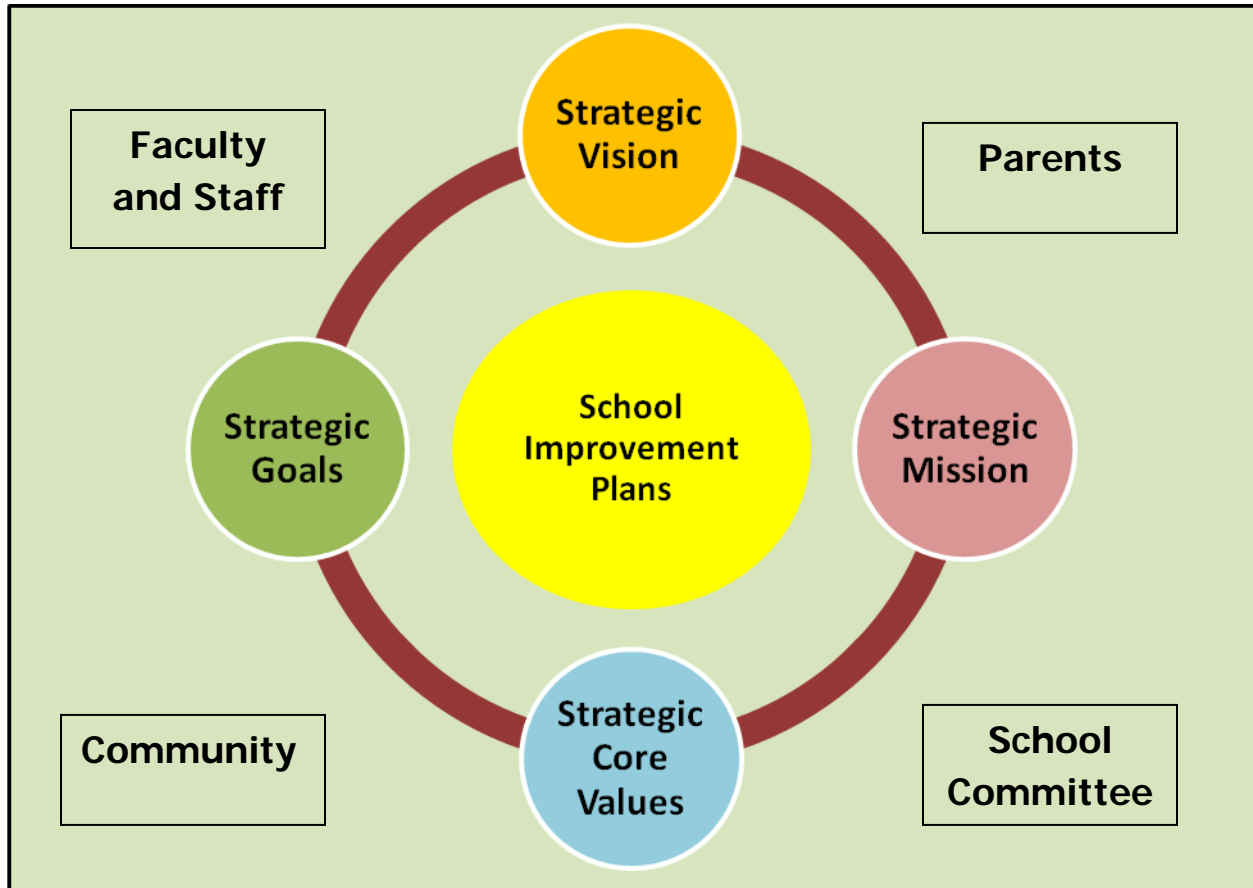 Strategic
Vision
Faculty
and Staff
Parents
Strategic
Goals
School
Improvement
Plans
Strategic
Mission
Strategic
Core
Values
Community
School
Committee